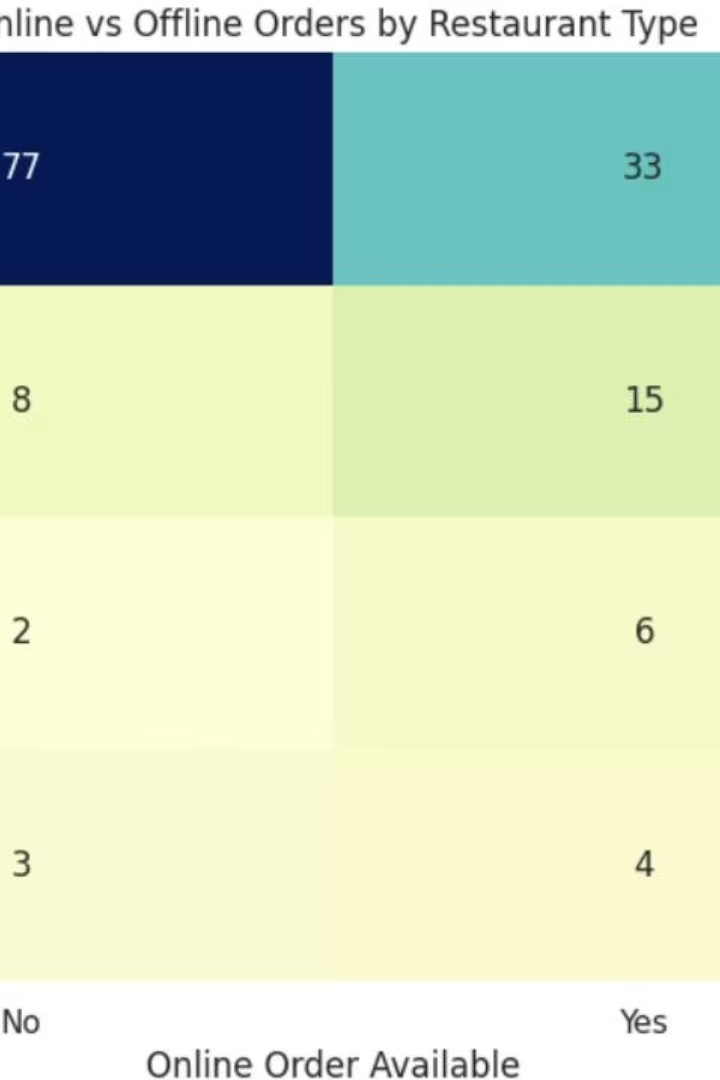 nline vs Offline Orders by Restaurant Type
77 33
8 15
2 6
3 4
No Yes
Online Order Available